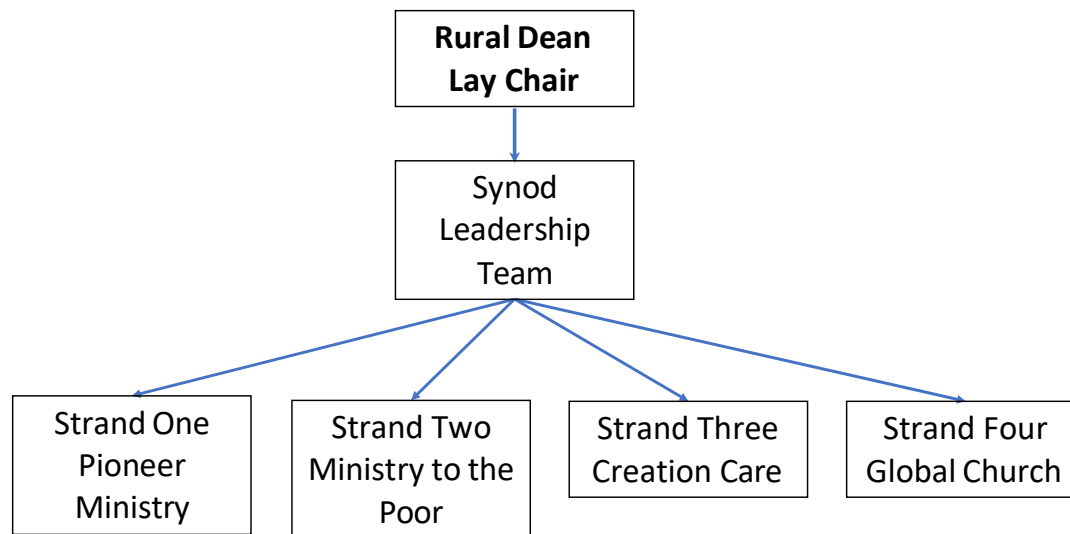 Rural Dean
Lay Chair
Synod
Leadership
Team
Strand One
Pioneer
Ministry
Strand Two
Ministry to the
Poor
Strand Three
Creation Care
Strand Four
Global Church